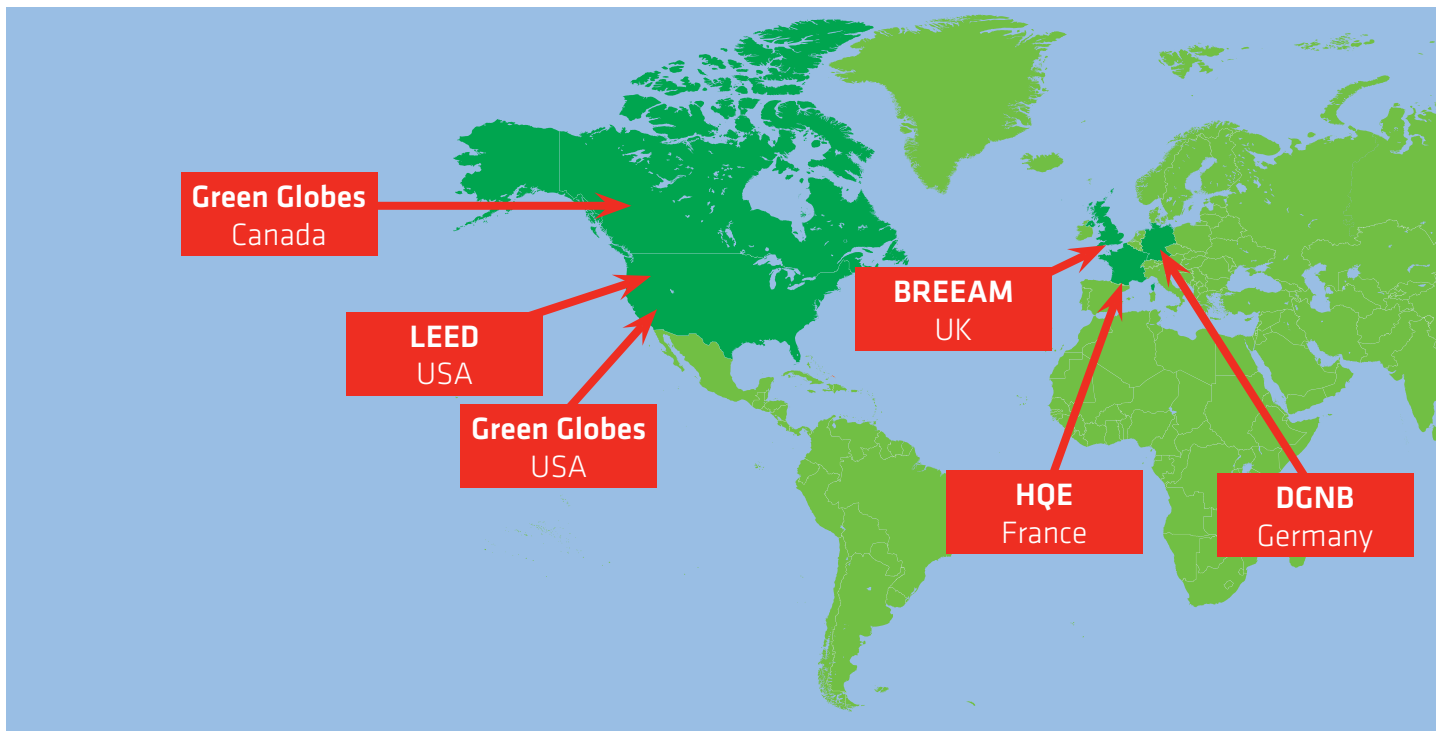 Green Globes
Canada
LEED
USA
Green Globes
USA
BREEAM
UK
HQE
France
DGNB
Germany